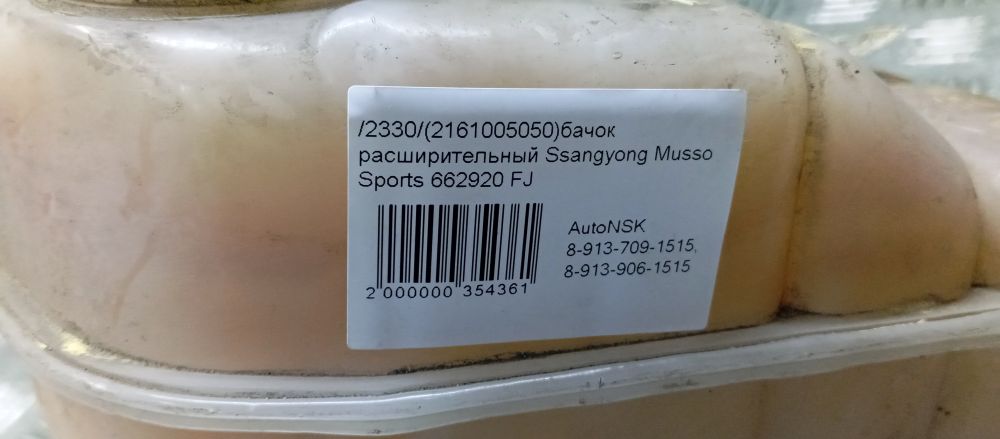 /2330/(2161005050)бачок
расширительный Ssangyong Musso
Sports 662920 FJ
AutoNSK
8-913-709-1515,
8-913-906-1515
2 000000 354361